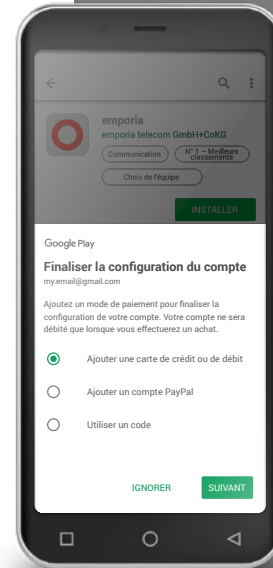 emporia
emporia telecom GmbH+CoKG
Communication
N° 1 – Meilleurs
classements
Choix de l'équipe
INSTALLER
Google Play
Finaliser la configuration du compte
my.email@gmail.com
Ajoutez un mode de paiement pour finaliser la
configuration de votre compte. Votre compte ne sera
débité que lorsque vous effectuerez un achat.
Ajouter une carte de crédit ou de débit
Ajouter un compte PayPal
Utiliser un code
IGNORER SUIVANT